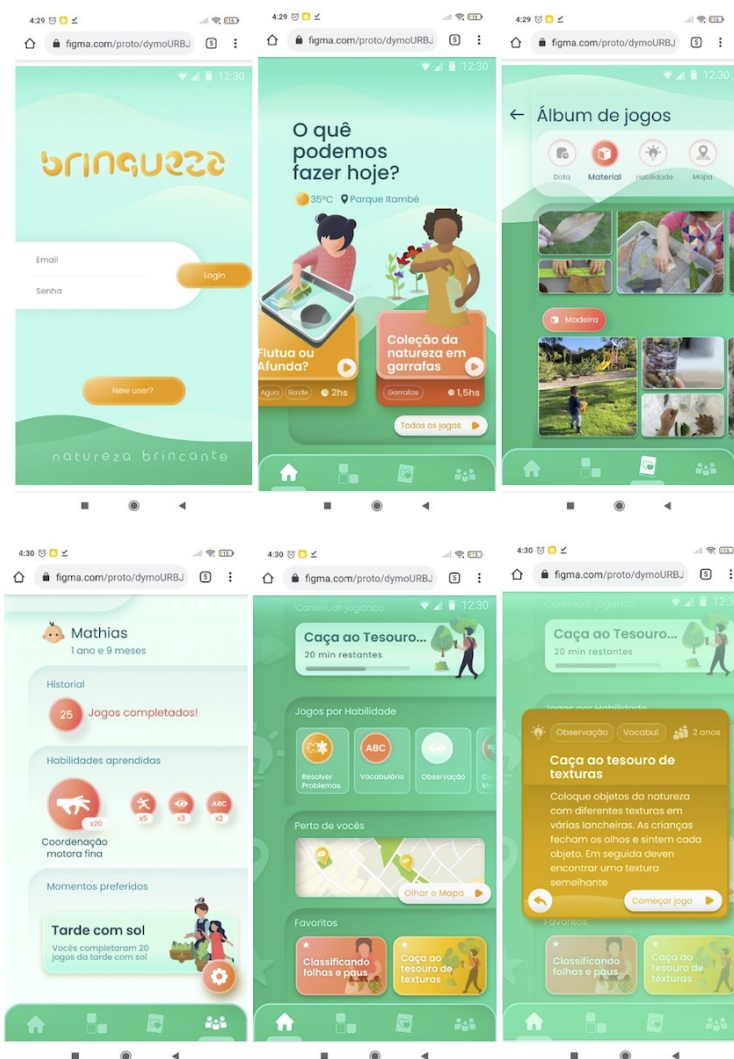 4:29
figma.com/proto/dymoURBJ
5
12:30
brinqueza
Email
Senha
Login
New user?
natureza brincante
4:29
figma.com/proto/dymoURBJ
5
12:30
O quê
podemos
fazer hoje?
35°C
Parque Itambé
Flutua ou
Afunda?
Agua
Balde
2hs
Coleção da
natureza em
garrafas
Garrafas
1,5hs
Todos os jogos
4:29
figma.com/proto/dymoURBJ
5
12:30
Álbum de jogos
Data
Material
Habilidade
Mapa
Madeira
4:30
figma.com/proto/dymoURBJ
5
Mathias
1 ano e 9 meses
Historial
25
Jogos completados!
Habilidades aprendidas
x20
x5
x3
ABC
x2
Coordenação
motora fina
Momentos preferidos
Tarde com sol
Vocês completaram 20
jogos da tarde com sol
4:30
figma.com/proto/dymoURBJ
5
Continuar jogando
12:30
Caça ao Tesouro...
20 min restantes
Jogos por Habilidade
Resolver
Problemas
ABC
Vocabulário
Observação
Perto de vocês
Olhar o Mapa
Favoritos
Classificando
folhas e paus
Caça ao
tesouro de
texturas
4:30
figma.com/proto/dymoURBJ
5
Continuar jogando
12:3
Caça ao Tesouro...
20 min restantes
Jogos por Habilidade
Observação
Vocabul.
2 anos
Caça ao tesouro de
texturas
Coloque objetos da natureza
com diferentes texturas em
várias lancheiras. As crianças
fecham os olhos e sintem cada
objeto. Em seguida deven
encontrar uma textura
semelhante
Começar jogo
Favoritos
Classificando
folhas e paus
Caça ao
tesouro de
texturas